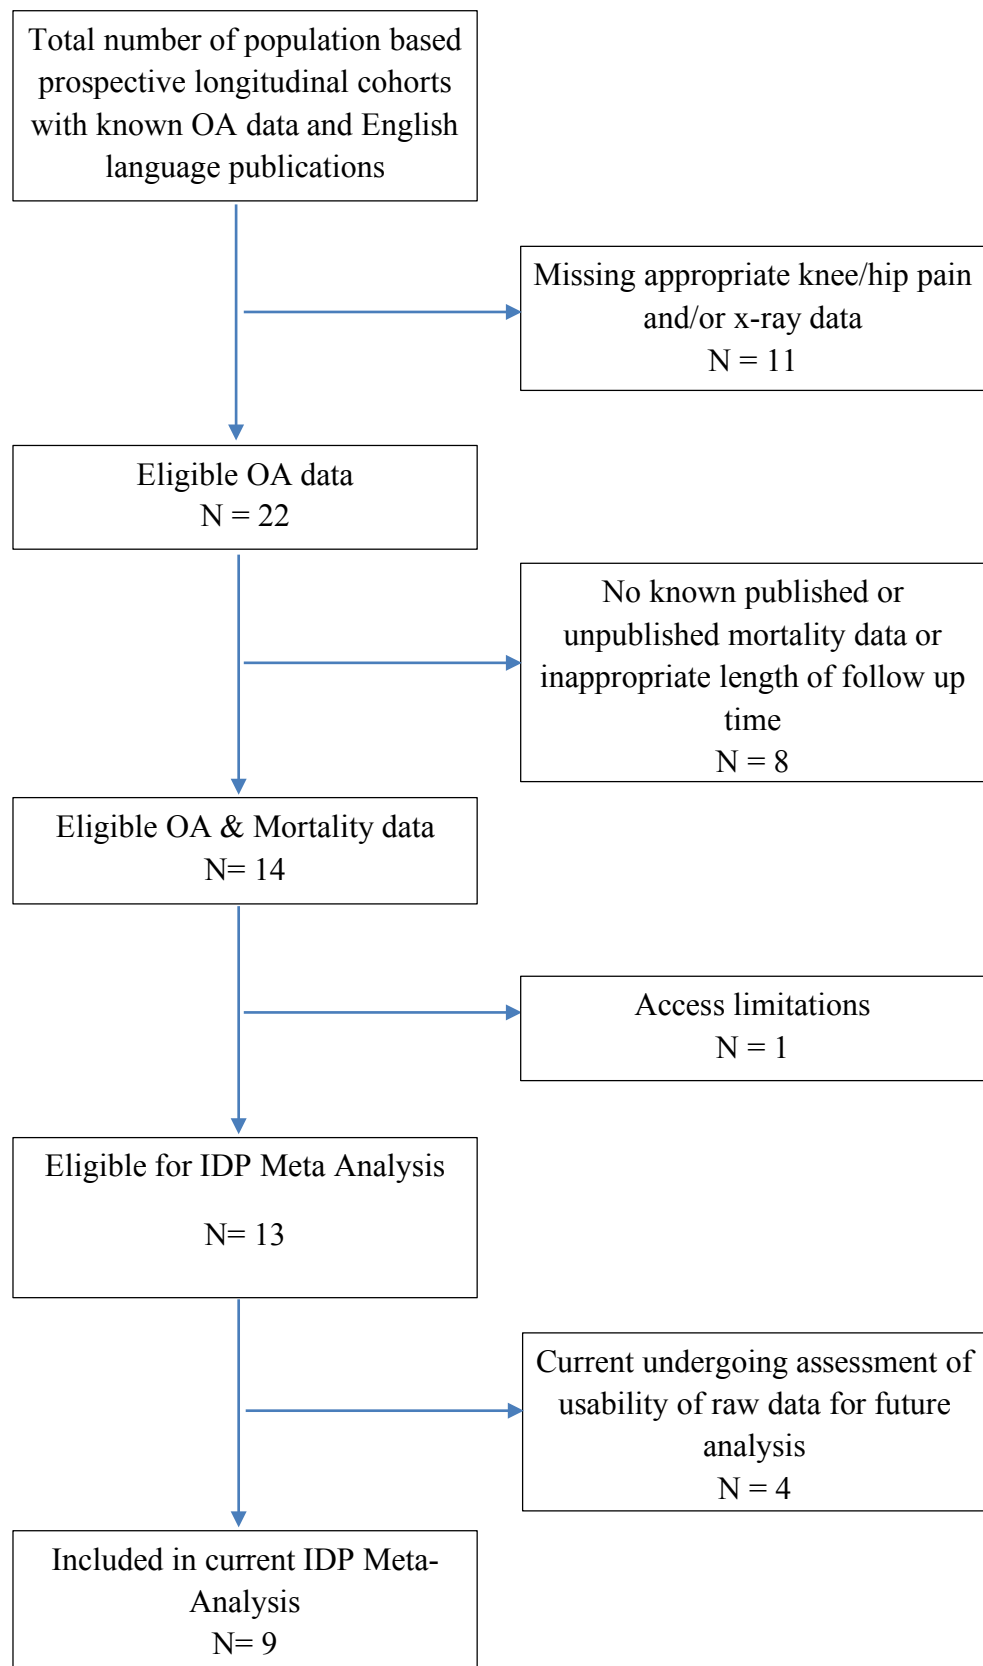 Total number of population based
prospective longitudinal cohorts
with known OA data and English
language publications
Missing appropriate knee/hip pain
and/or x-ray data
N = 11
Eligible OA data
N = 22
No known published or
unpublished mortality data or
inappropriate length of follow up
time
N = 8
Eligible OA & Mortality data
N= 14
Access limitations
N = 1
Eligible for IDP Meta Analysis
N= 13
Current undergoing assessment of
usability of raw data for future
analysis
N = 4
Included in current IDP Meta-
Analysis
N= 9